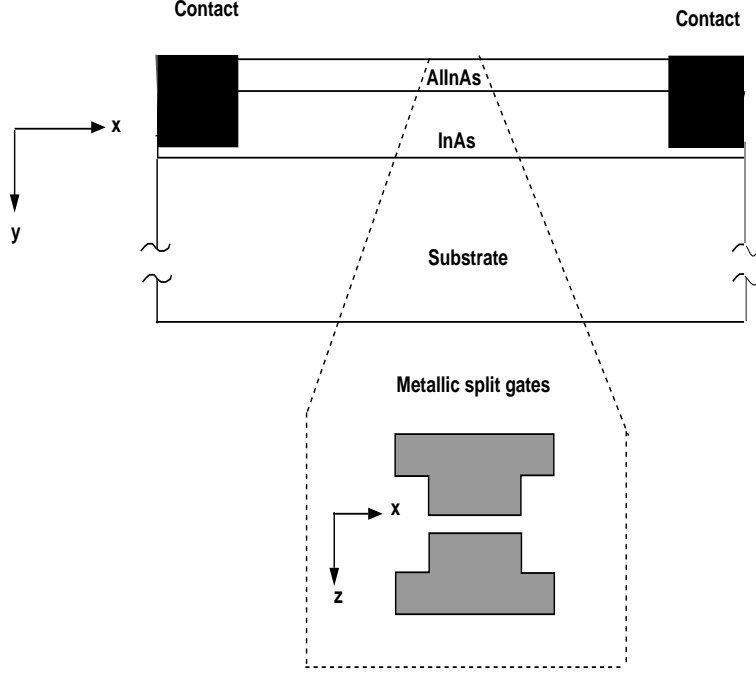 Contact
Contact
AlInAs
x
InAs
y
Substrate
Metallic split gates
x
z